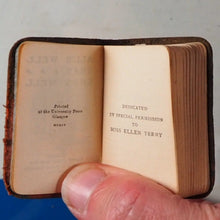 Printed
at the University Press
Glasgow
DEDICATED
BY SPECIAL PERMISSION
TO
MISS ELLEN TERRY